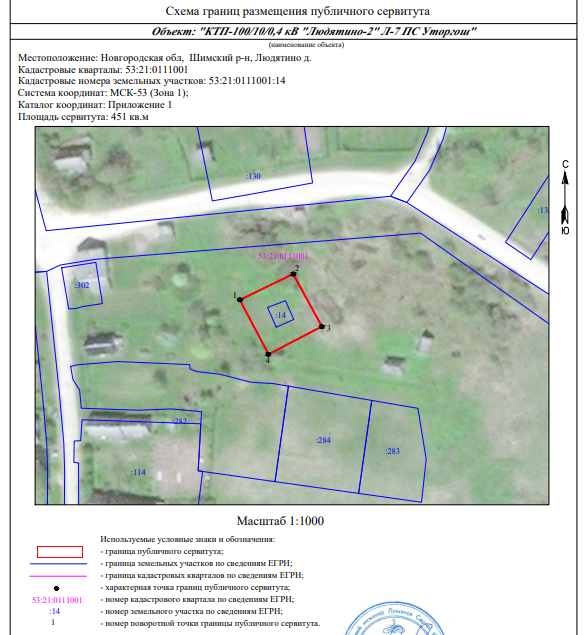 Схема границ размещения публичного сервитута
Объект: "КТП-100/10/0,4 кВ "Людятино-2" Л-7 ПС Уторгош"
(наименование объекта)
Местоположение: Новгородская обл, Шимский р-н, Людятино д.
Кадастровые кварталы: 53:21:0111001
Кадастровые номера земельных участков: 53:21:0111001:14
Система координат: МСК-53 (Зона 1);
Каталог координат: Приложение 1
Площадь сервитута: 451 кв.м
:130
С
Ю
:13
53:21:0111001
2
:302
1
:14
3
4
:282
:284
:283
:114
Масштаб 1:1000
Используемые условные знаки и обозначения:
- граница публичного сервитута;
- граница земельных участков по сведениям ЕГРН;
- граница кадастровых кварталов по сведениям ЕГРН;
- характерная точка границ публичного сервитута;
53:21:0111001 - номер кадастрового квартала по сведениям ЕГРН;
:14 - номер земельного участка по сведениям ЕГРН;
1 - номер поворотной точки границы публичного сервитута.
инженер Лукманов